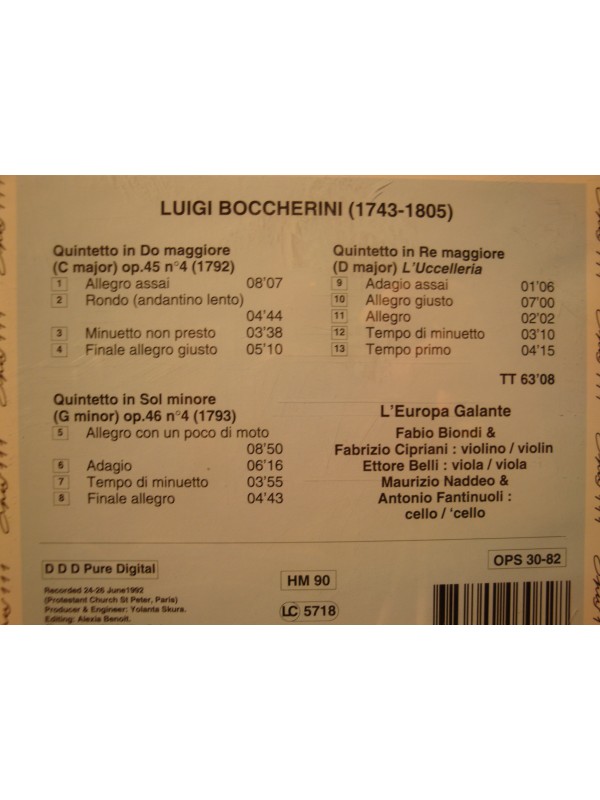 LUIGI BOCCHERINI (1743-1805)
Quintetto in Do maggiore
(C major) op.45 n°4 (1792)
1 Allegro assai 08'07
2 Rondo (andantino lento)
04'44
3 Minuetto non presto 03'38
4 Finale allegro giusto 05'10
Quintetto in Sol minore
(G minor) op.46 n°4 (1793)
5 Allegro con un poco di moto
08'50
6 Adagio 06'16
7 Tempo di minuetto 03'55
8 Finale allegro 04'43
Quintetto in Re maggiore
(D major) L'Uccelleria
9 Adagio assai 01'06
10 Allegro giusto 07'00
11 Allegro 02'02
12 Tempo di minuetto 03'10
13 Tempo primo 04'15
TT 63'08
L'Europa Galante
Fabio Biondi &
Fabrizio Cipriani : violino / violin
Ettore Belli : viola / viola
Maurizio Naddeo &
Antonio Fantinuoli :
cello / 'cello
D D D Pure Digital
Recorded 24-26 June1992
(Protestant Church St Peter, Paris)
Producer & Engineer: Yolanta Skura.
Editing: Alexia Benoit.
HM 90
LC 5718
OPS 30-82